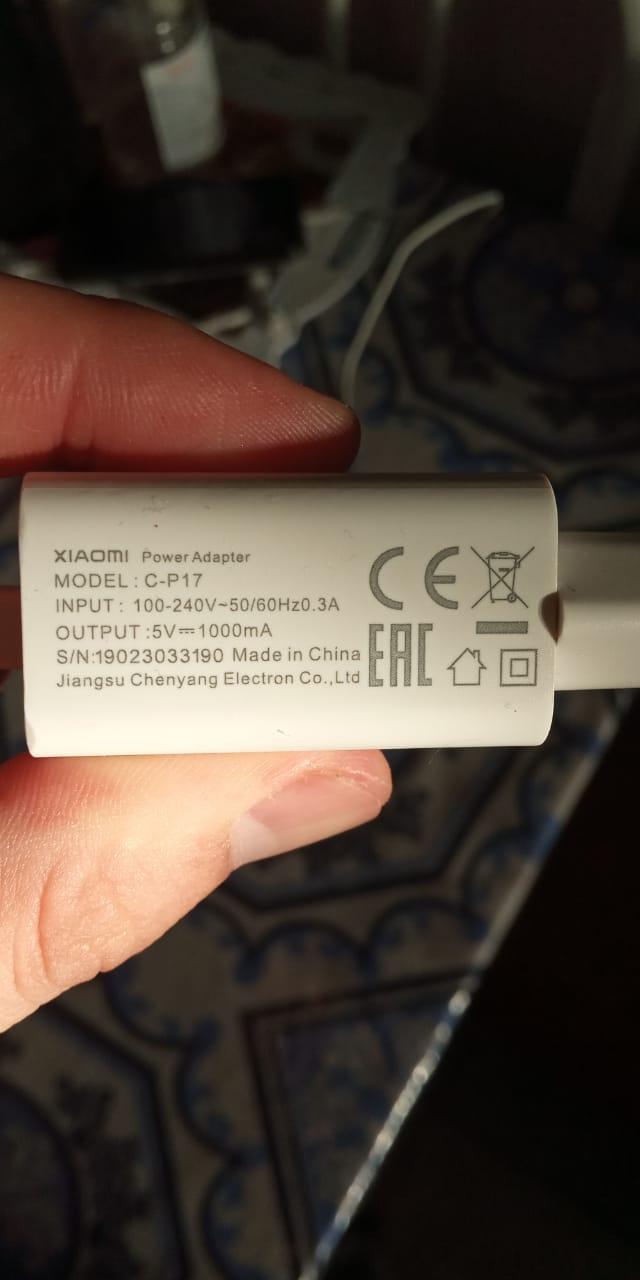 XIAOMI Power Adapter
MODEL : C-P17
INPUT : 100-240V~50/60Hz0.3A
OUTPUT :5V⎓1000mA
S/N:19023033190 Made in China
Jiangsu Chenyang Electron Co.,Ltd
CE
EAC